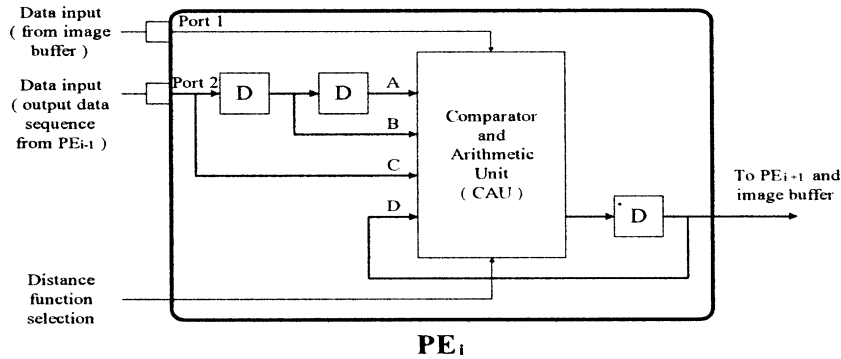 Data input
( from image
buffer )
Port 1
Data input
( output data
sequence
from PEi-1 )
Port 2
D
D
A
B
C
D
Comparator
and
Arithmetic
Unit
( CAU )
D
To PEi+1 and
image buffer
Distance
function
selection
PEi